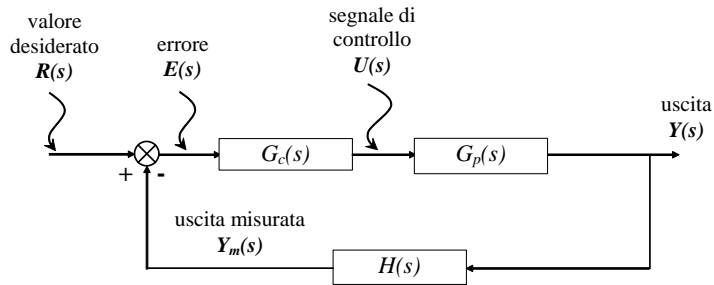 valore
desiderato
R(s)
errore
E(s)
segnale di
controllo
U(s)
uscita
Y(s)
Gc(s)
Gp(s)
+
-
uscita misurata
Ym(s)
H(s)